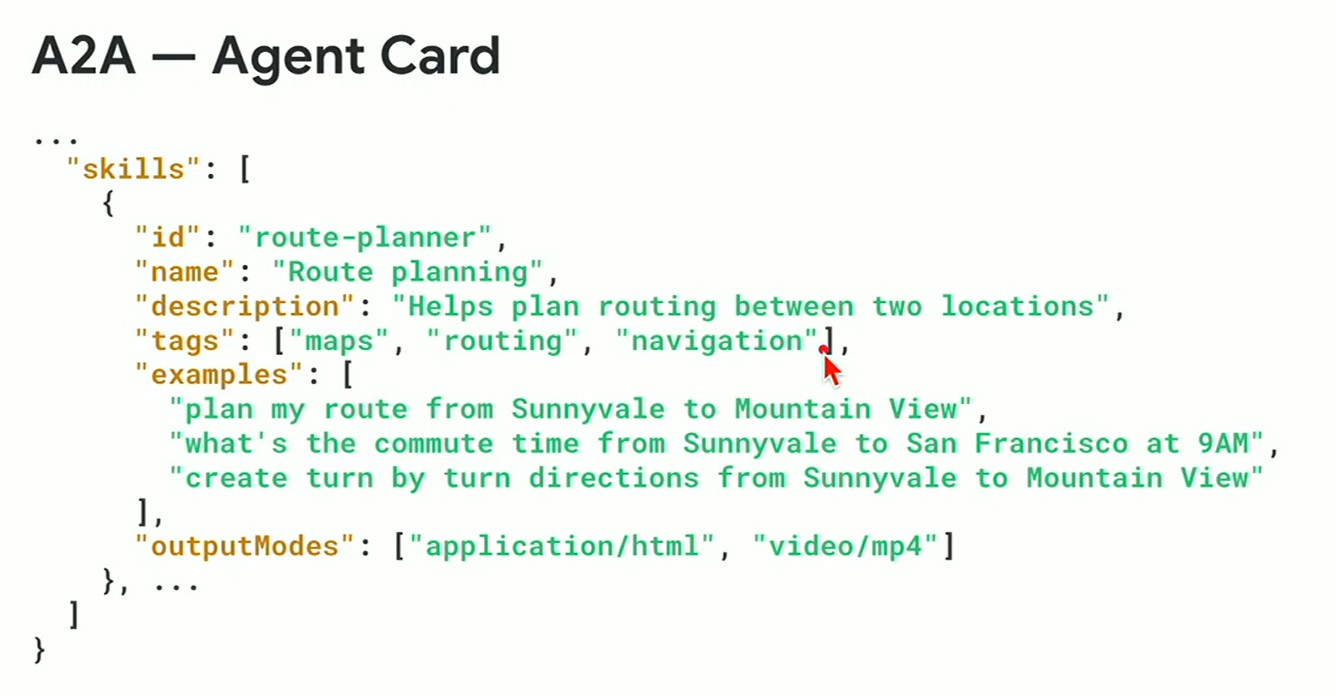 A2A — Agent Card
...
"skills": [
{
"id": "route-planner",
"name": "Route planning",
"description": "Helps plan routing between two locations",
"tags": ["maps", "routing", "navigation"],
"examples": [
"plan my route from Sunnyvale to Mountain View",
"what's the commute time from Sunnyvale to San Francisco at 9AM",
"create turn by turn directions from Sunnyvale to Mountain View"
],
"outputModes": ["application/html", "video/mp4"]
}, ...
]
}